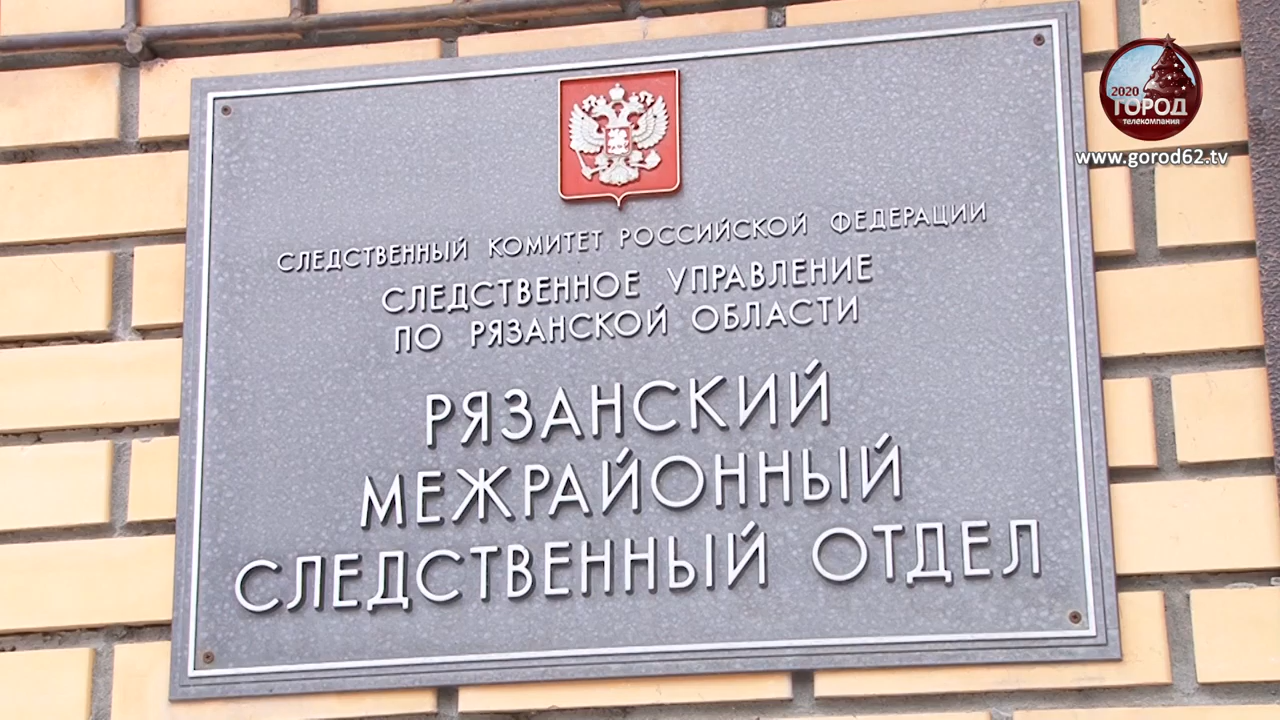 2020
ГОРОД
телекомпания
www.gorod62.tv
СЛЕДСТВЕННЫЙ КОМИТЕТ РОССИЙСКОЙ ФЕДЕРАЦИИ
СЛЕДСТВЕННОЕ УПРАВЛЕНИЕ
ПО РЯЗАНСКОЙ ОБЛАСТИ
РЯЗАНСКИЙ
МЕЖРАЙОННЫЙ
СЛЕДСТВЕННЫЙ ОТДЕЛ